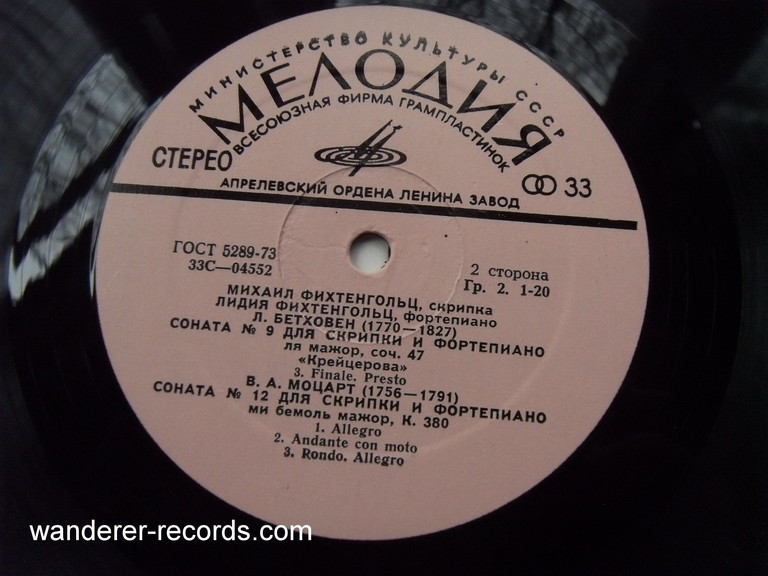 МИНИСТЕРСТВО КУЛЬТУРЫ СССР
МЕЛОДИЯ
ВСЕСОЮЗНАЯ ФИРМА ГРАМПЛАСТИНОК
СТЕРЕО
33
АПРЕЛЕВСКИЙ ОРДЕНА ЛЕНИНА ЗАВОД
ГОСТ 5289-73
33С—04552
2 сторона
Гр. 2. 1-20
МИХАИЛ ФИХТЕНГОЛЬЦ, скрипка
ЛИДИЯ ФИХТЕНГОЛЬЦ, фортепиано
Л. БЕТХОВЕН (1770—1827)
СОНАТА № 9 ДЛЯ СКРИПКИ И ФОРТЕПИАНО
ля мажор, соч. 47
«Крейцерова»
3. Finale. Presto
В. А. МОЦАРТ (1756—1791)
СОНАТА № 12 ДЛЯ СКРИПКИ И ФОРТЕПИАНО
ми бемоль мажор, К. 380
1. Allegro
2. Andante con moto
3. Rondo. Allegro
wanderer-records.com